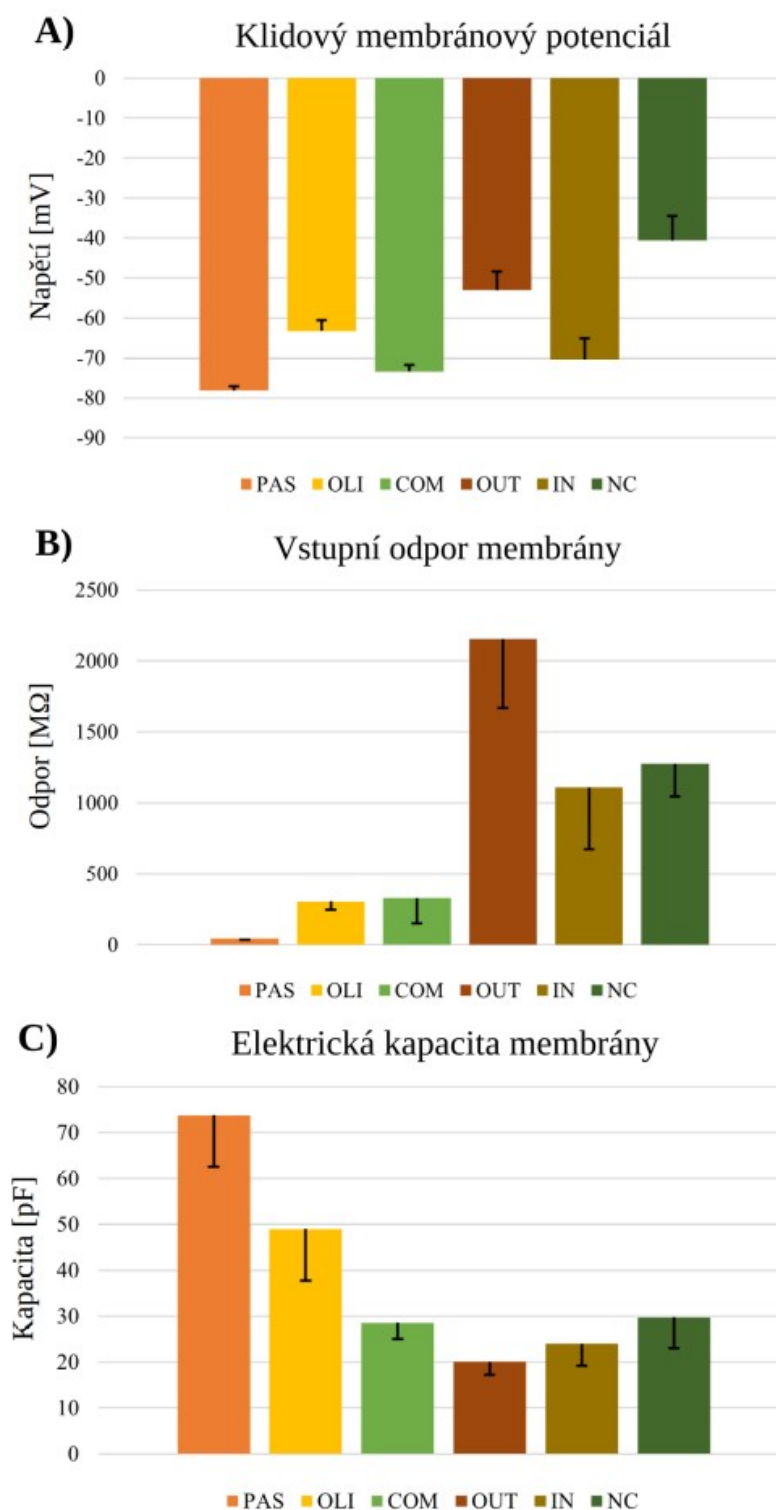 A)
Klidový membránový potenciál
0
-10
-20
-30
-40
-50
-60
-70
-80
-90
Napětí [mV]
PAS OLI COM OUT IN NC
B)
Vstupní odpor membrány
2500
2000
1500
1000
500
0
Odpor [MΩ]
PAS OLI COM OUT IN NC
C)
Elektrická kapacita membrány
80
70
60
50
40
30
20
10
0
Kapacita [pF]
PAS OLI COM OUT IN NC